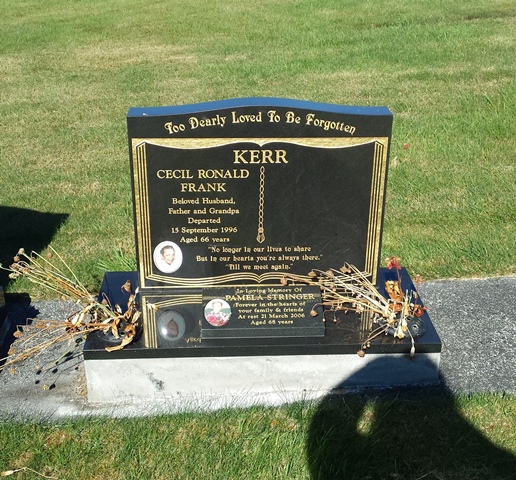 Too Dearly Loved To Be Forgotten
KERR
CECIL RONALD
FRANK
Beloved Husband,
Father and Grandpa
Departed
15 September 1996
Aged 66 years
"No longer in our lives to share
But in our hearts you're always there."
"Till we meet again."
In Loving Memory Of
PAMELA STRINGER
Forever in the hearts of
your family & friends
At rest 21 March 2006
Aged 68 years